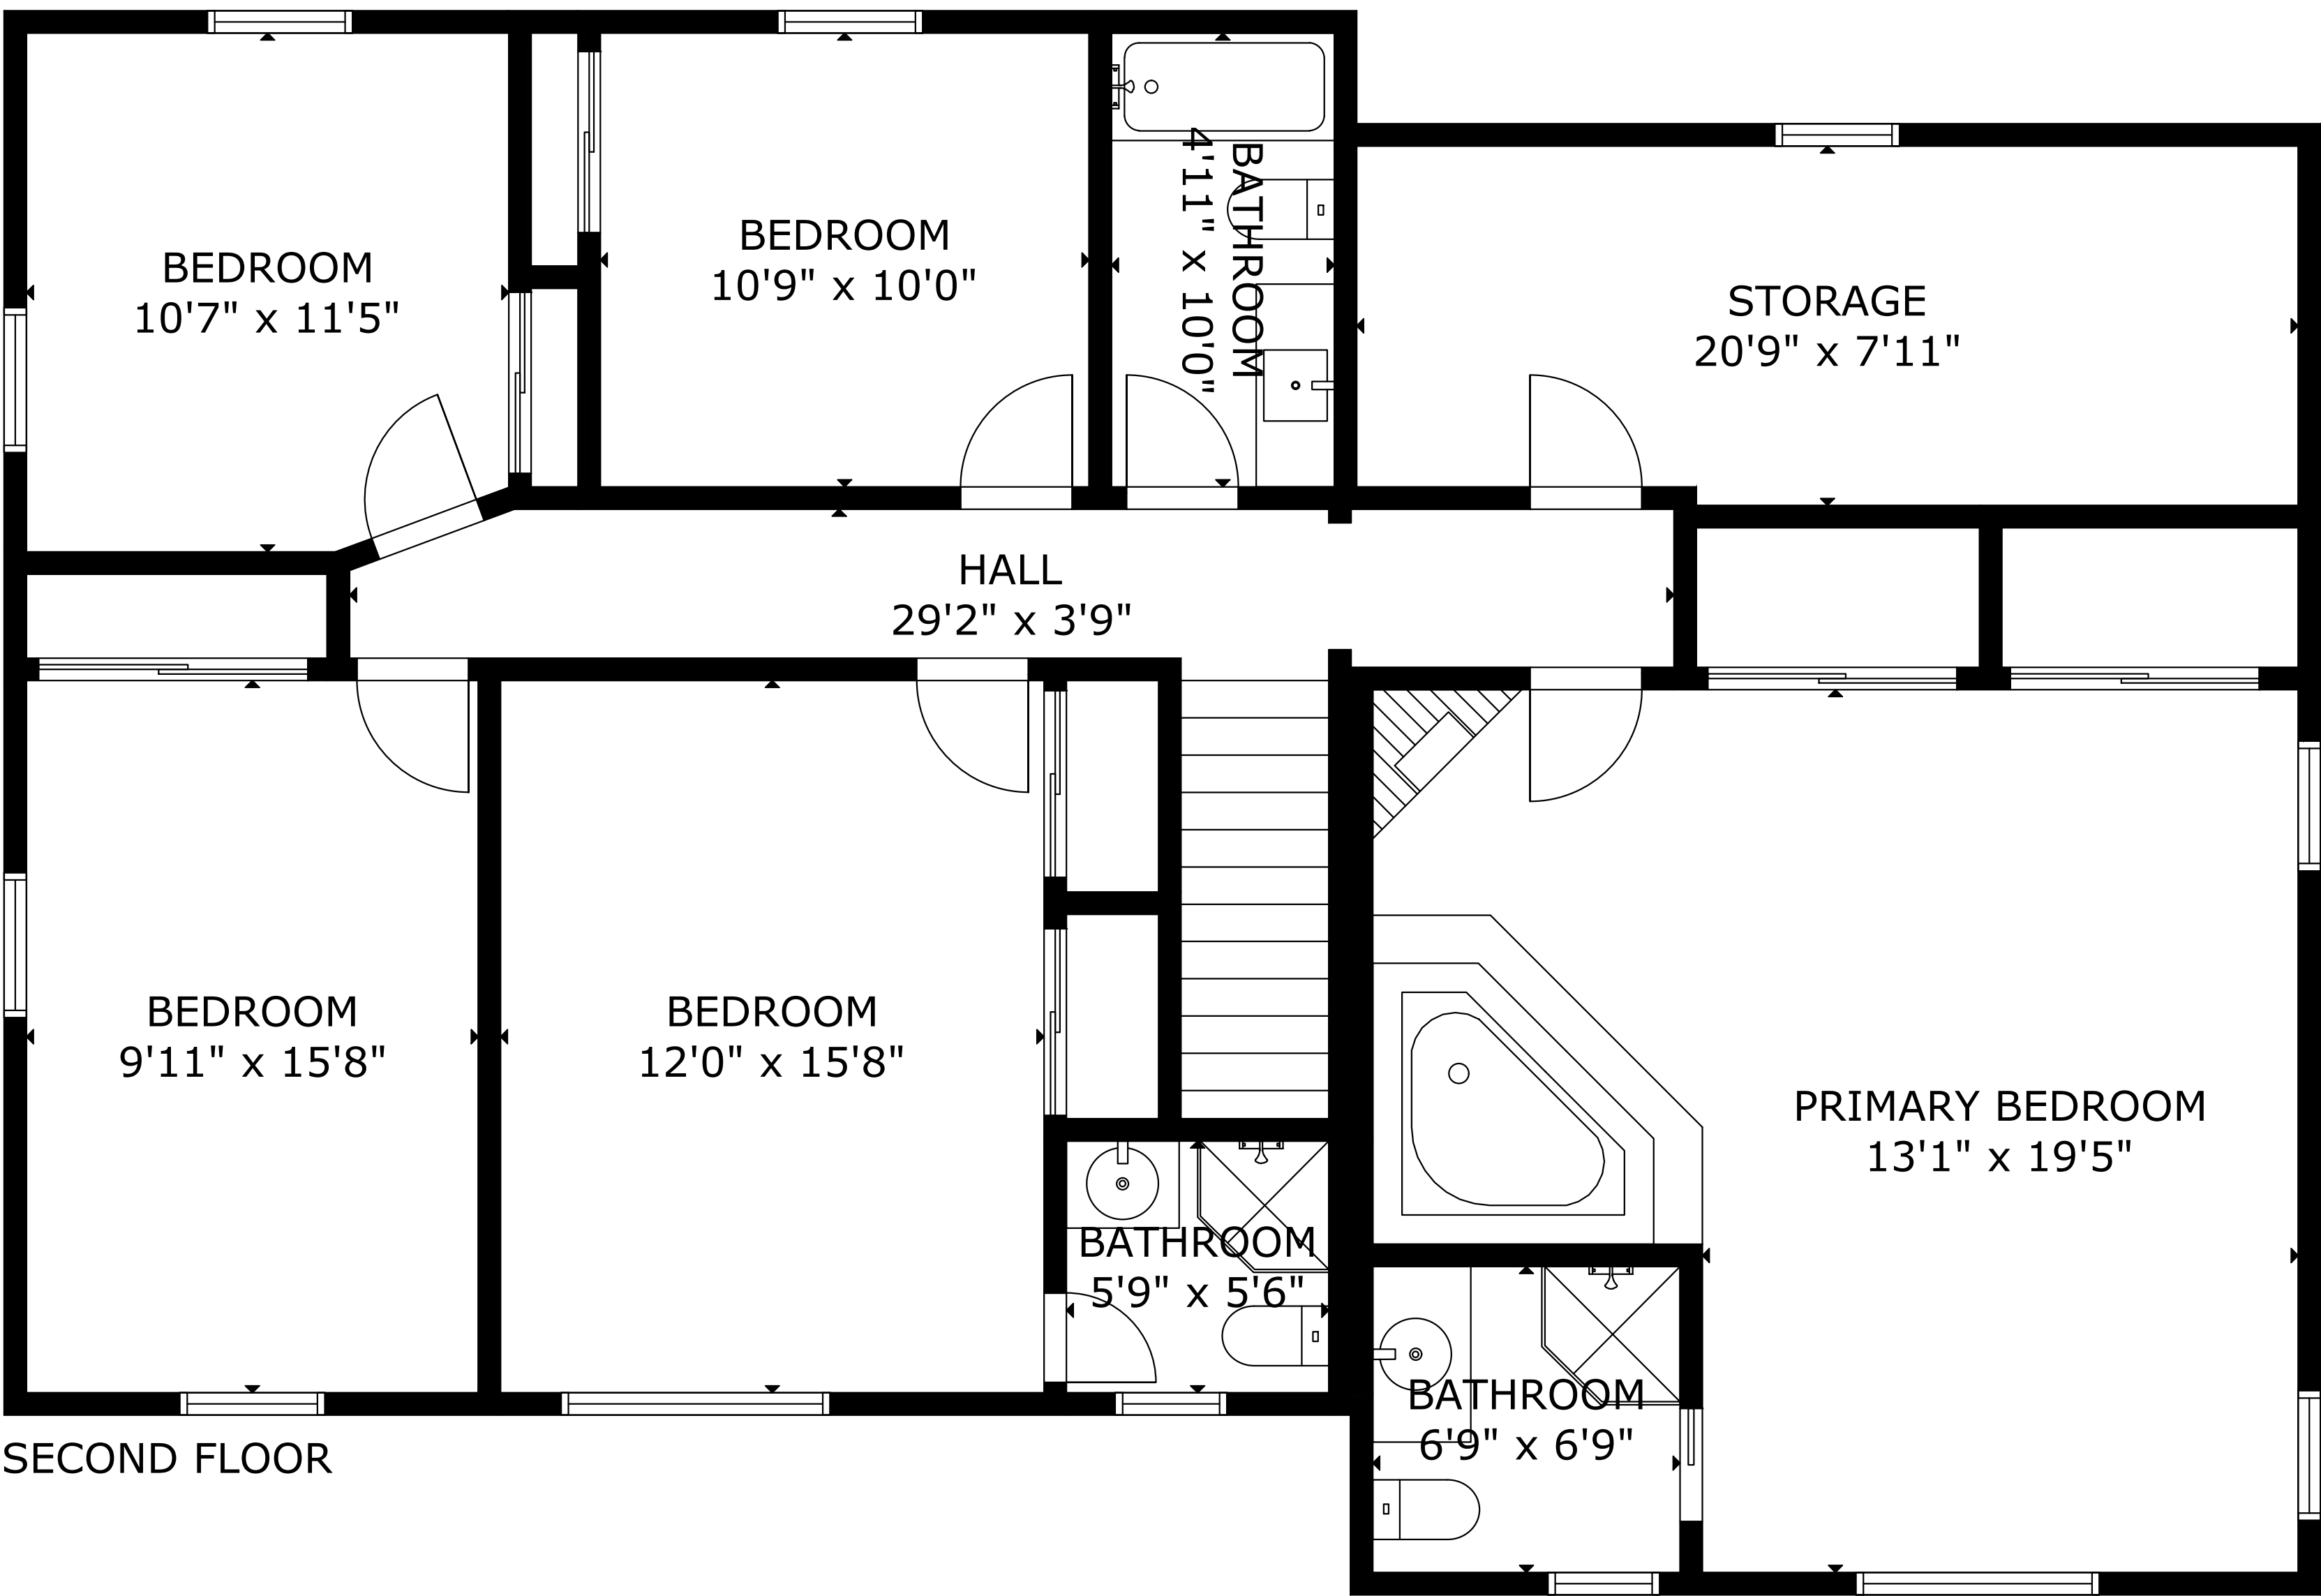 BEDROOM
10'7" x 11'5"
BEDROOM
10'9" x 10'0"
BATHROOM
4'11" x 10'0"
STORAGE
20'9" x 7'11"
HALL
29'2" x 3'9"
BEDROOM
9'11" x 15'8"
BEDROOM
12'0" x 15'8"
PRIMARY BEDROOM
13'1" x 19'5"
BATHROOM
5'9" x 5'6"
BATHROOM
6'9" x 6'9"
SECOND FLOOR